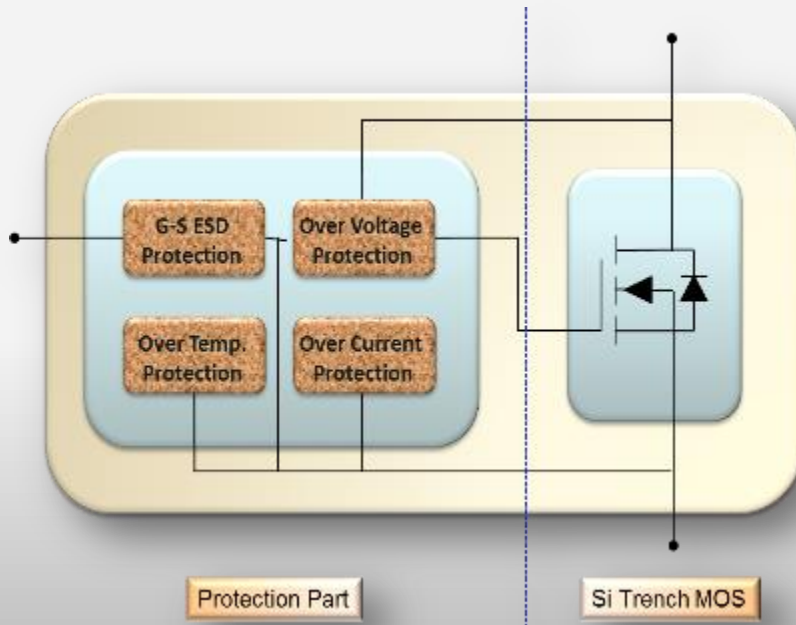 G-S ESD
Protection
Over Voltage
Protection
Over Temp.
Protection
Over Current
Protection
Protection Part
Si Trench MOS